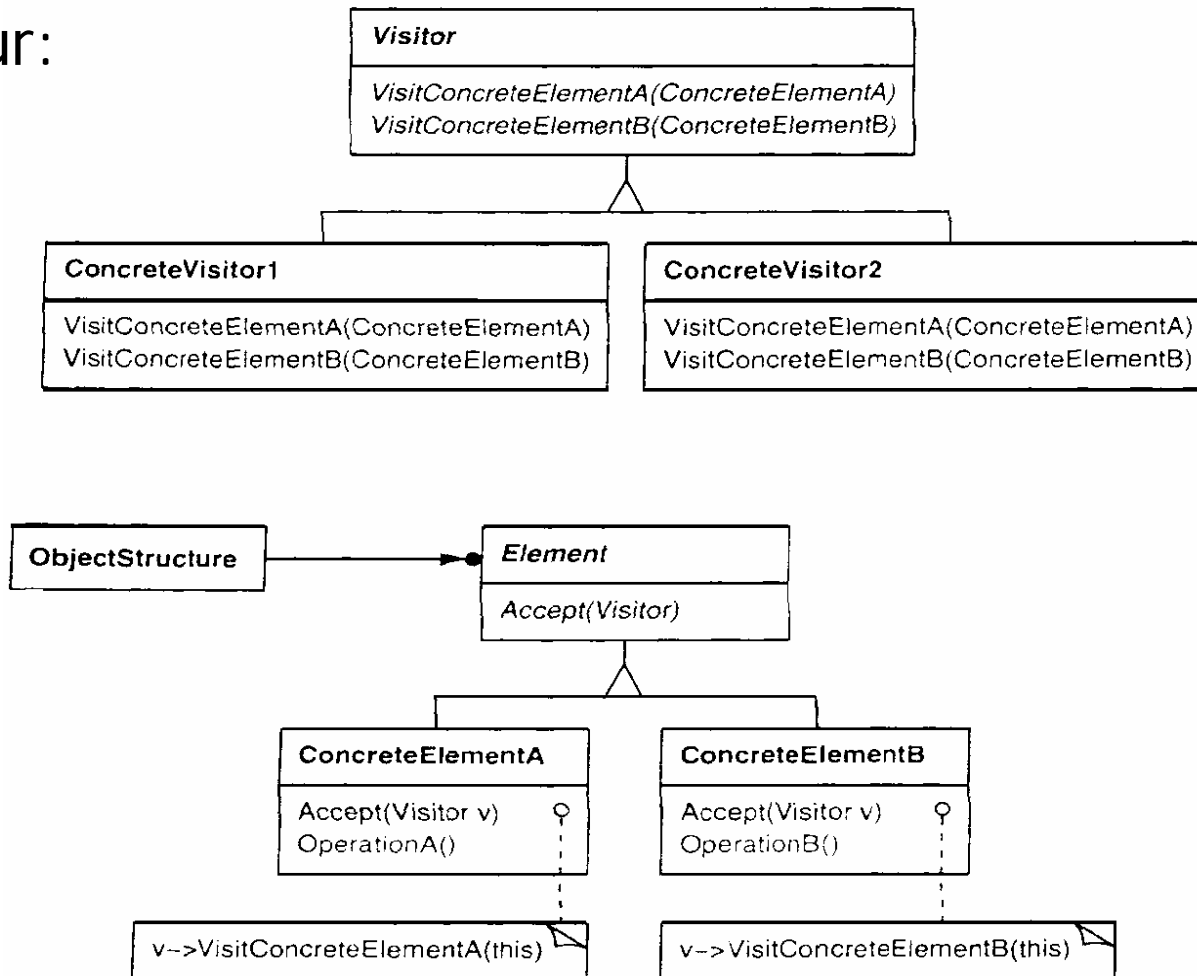 ur:
Visitor
VisitConcreteElementA(ConcreteElementA)
VisitConcreteElementB(ConcreteElementB)
ConcreteVisitor1
VisitConcreteElementA(ConcreteElementA)
VisitConcreteElementB(ConcreteElementB)
ConcreteVisitor2
VisitConcreteElementA(ConcreteElementA)
VisitConcreteElementB(ConcreteElementB)
ObjectStructure
Element
Accept(Visitor)
ConcreteElementA
Accept(Visitor v)
OperationA()
ConcreteElementB
Accept(Visitor v)
OperationB()
v-->VisitConcreteElementA(this)
v-->VisitConcreteElementB(this)